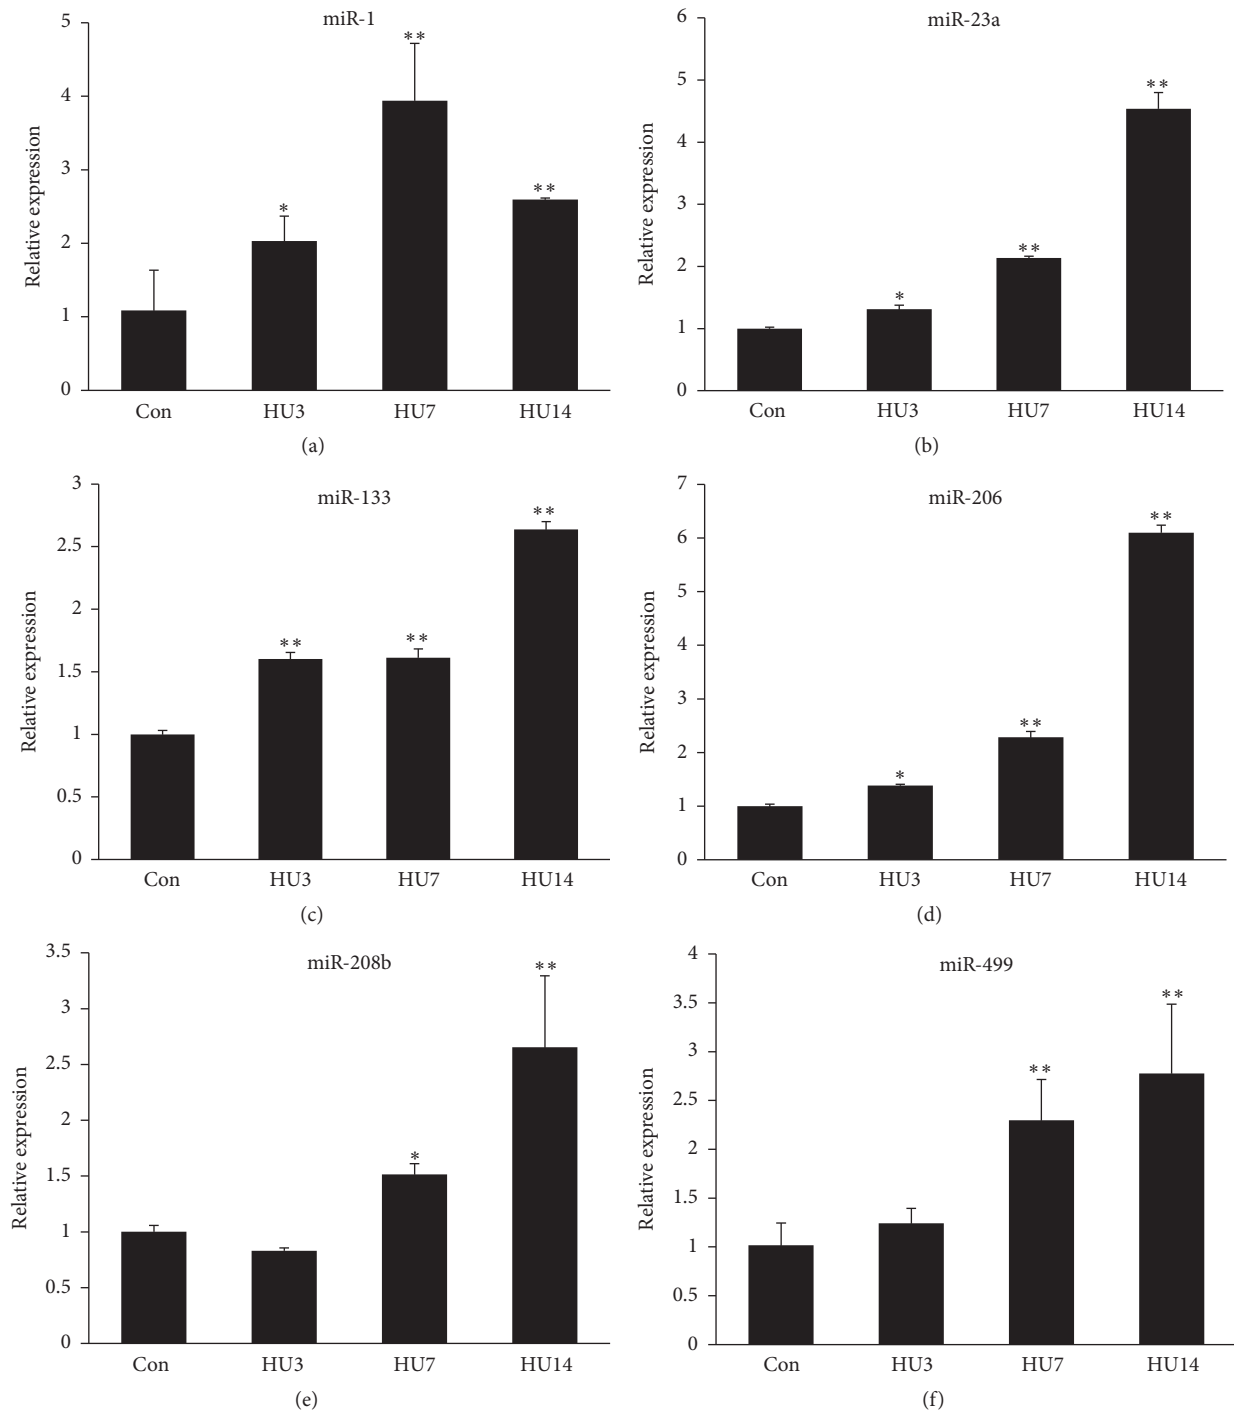 miR-1
Relative expression
5
4
3
2
1
0
*
**
**
Con HU3 HU7 HU14
(a)
miR-23a
Relative expression
6
5
4
3
2
1
0
*
**
**
Con HU3 HU7 HU14
(b)
miR-133
Relative expression
3
2.5
2
1.5
1
0.5
0
**
**
**
Con HU3 HU7 HU14
(c)
miR-206
Relative expression
7
6
5
4
3
2
1
0
*
**
**
Con HU3 HU7 HU14
(d)
miR-208b
Relative expression
3.5
3
2.5
2
1.5
1
0.5
0
*
**
Con HU3 HU7 HU14
(e)
miR-499
Relative expression
4
3.5
3
2.5
2
1.5
1
0.5
0
**
**
Con HU3 HU7 HU14
(f)